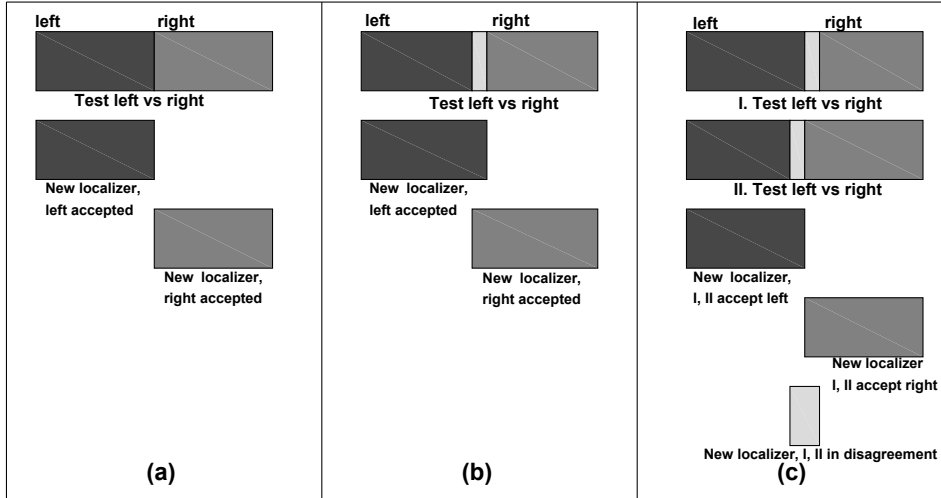 left right
Test left vs right
New localizer,
left accepted
New localizer,
right accepted
(a)
left right
Test left vs right
New localizer,
left accepted
New localizer,
right accepted
(b)
left right
I. Test left vs right
II. Test left vs right
New localizer,
I, II accept left
New localizer
I, II accept right
New localizer, I, II in disagreement
(c)